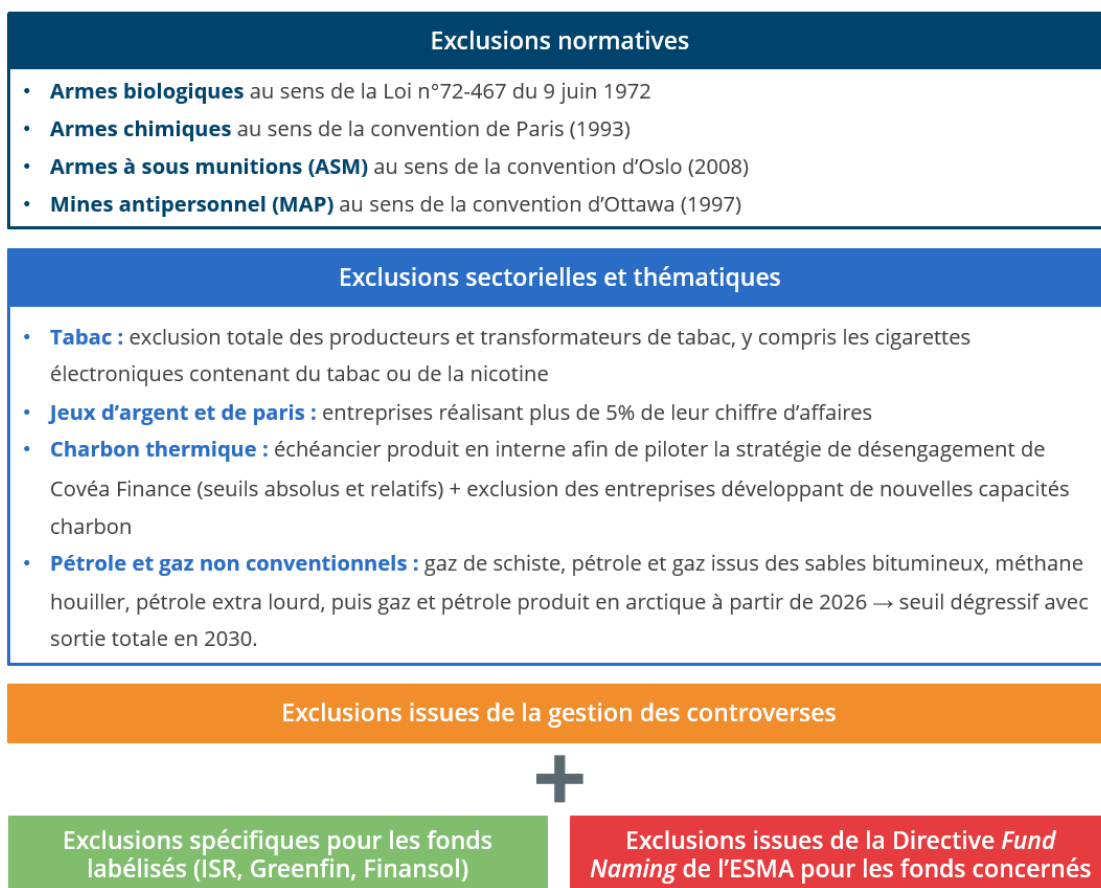 Exclusions normatives
• Armes biologiques au sens de la Loi n°72-467 du 9 juin 1972
• Armes chimiques au sens de la convention de Paris (1993)
• Armes à sous munitions (ASM) au sens de la convention d’Oslo (2008)
• Mines antipersonnel (MAP) au sens de la convention d’Ottawa (1997)
Exclusions sectorielles et thématiques
• Tabac : exclusion totale des producteurs et transformateurs de tabac, y compris les cigarettes
électroniques contenant du tabac ou de la nicotine
• Jeux d’argent et de paris : entreprises réalisant plus de 5% de leur chiffre d’affaires
• Charbon thermique : échéancier produit en interne afin de piloter la stratégie de désengagement de
Covéa Finance (seuils absolus et relatifs) + exclusion des entreprises développant de nouvelles capacités
charbon
• Pétrole et gaz non conventionnels : gaz de schiste, pétrole et gaz issus des sables bitumineux, méthane
houiller, pétrole extra lourd, puis gaz et pétrole produit en arctique à partir de 2026 → seuil dégressif avec
sortie totale en 2030.
Exclusions issues de la gestion des controverses
+
Exclusions spécifiques pour les fonds
labélisés (ISR, Greenfin, Finansol)
Exclusions issues de la Directive Fund
Naming de l’ESMA pour les fonds concernés